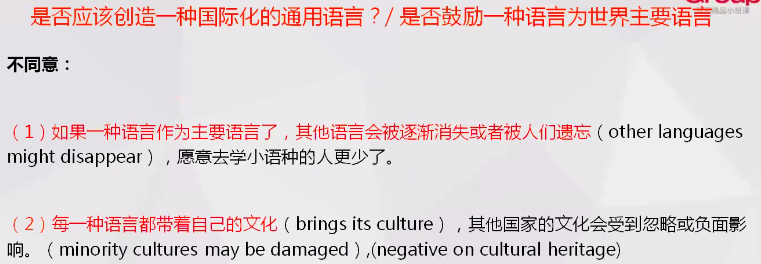 是否应该创造一种国际化的通用语言？/ 是否鼓励一种语言为世界主要语言
不同意：
（1）如果一种语言作为主要语言了，其他语言会被逐渐消失或者被人们遗忘（other languages
might disappear），愿意去学小语种的人更少了。
（2）每一种语言都带着自己的文化（brings its culture），其他国家的文化会受到忽略或负面影
响。（minority cultures may be damaged）,(negative on cultural heritage)